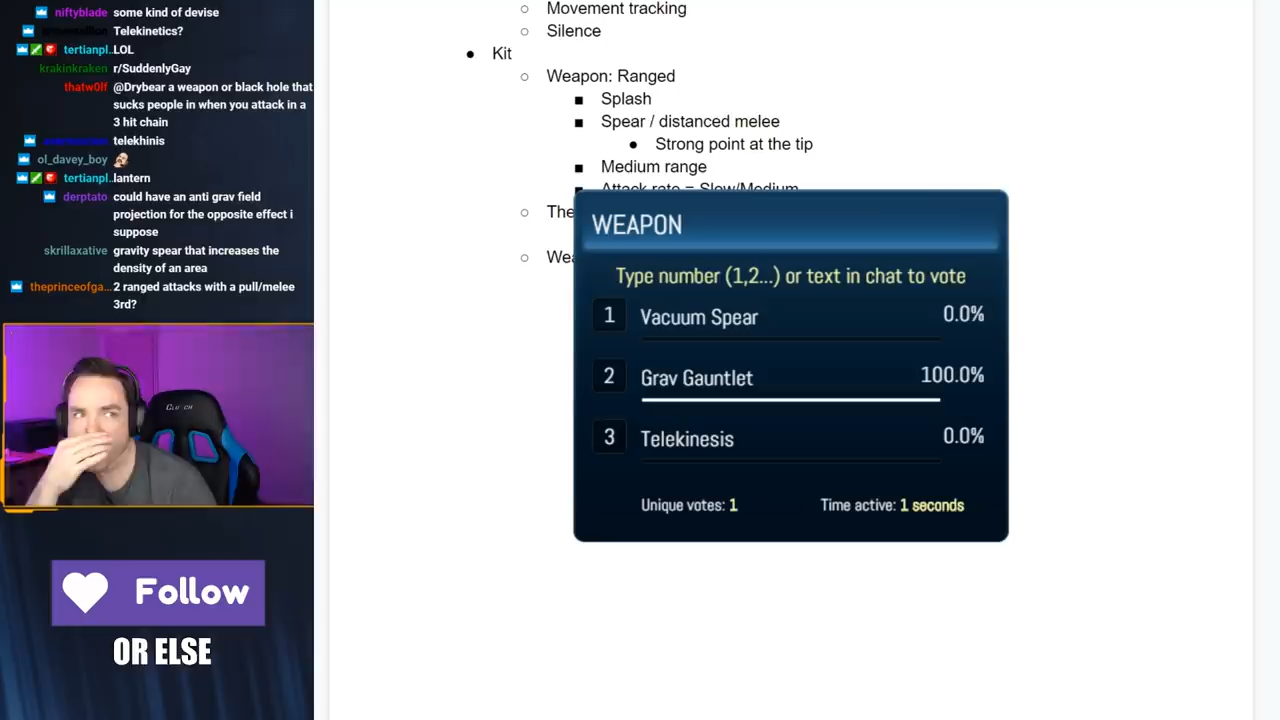 niftyblade some kind of devise
Telekinetics?
tertianpl.. LOL
krakinkraken r/SuddenlyGay
thatw0lf @Drybear a weapon or black hole that
sucks people in when you attack in a
3 hit chain
telekhinis
ol_davey_boy
tertianpl.. lantern
derptato could have an anti grav field
projection for the opposite effect i
suppose
skrillaxative gravity spear that increases the
density of an area
theprinceofga... 2 ranged attacks with a pull/melee
3rd?
CLUTCH
Follow
OR ELSE
Movement tracking
Silence
Kit
Weapon: Ranged
Splash
Spear / distanced melee
Strong point at the tip
Medium range
Attack rate = Slow/Medium
The
Wea
WEAPON
Type number (1,2...) or text in chat to vote
1 Vacuum Spear 0.0%
2 Grav Gauntlet 100.0%
3 Telekinesis 0.0%
Unique votes: 1 Time active: 1 seconds